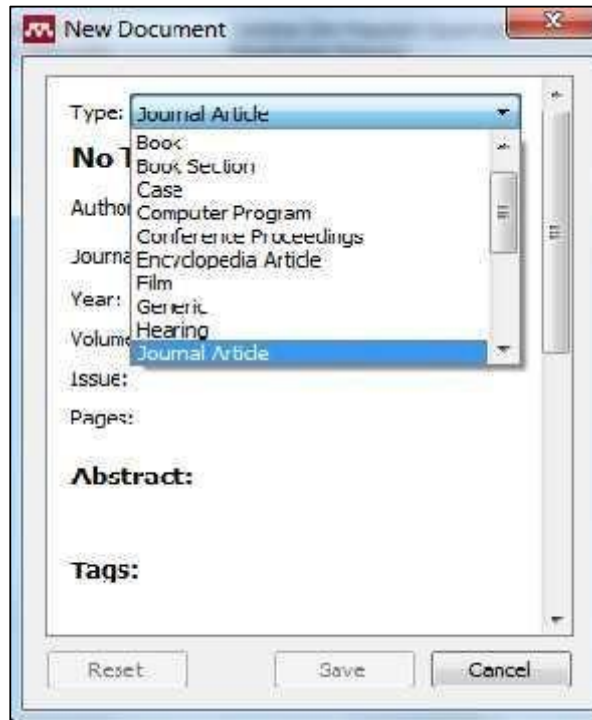 New Document
Type: Journal Article
Book
No T
Book Section
Case
Author
Computer Program
Conference Proceedings
Journa
Encyclopedia Article
Film
Year:
Generic
Hearing
Volume
Journal Article
Issue:
Pages:
Abstract:
Tags:
Reset Save Cancel